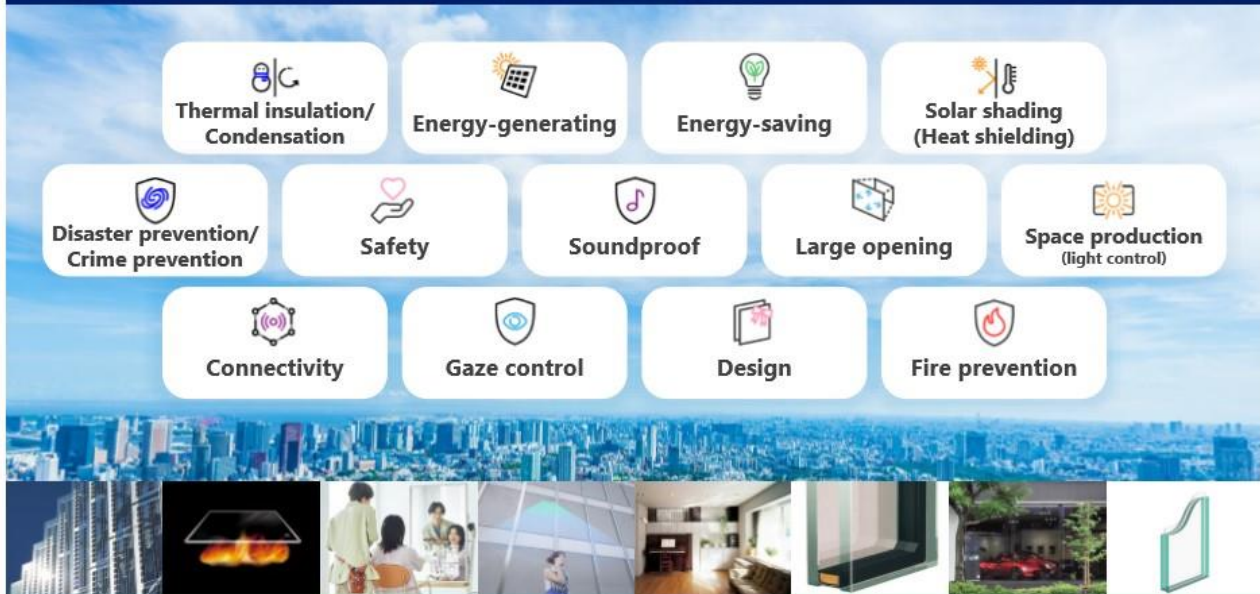 Thermal insulation/
Condensation
Energy-generating
Energy-saving
Solar shading
(Heat shielding)
Disaster prevention/
Crime prevention
Safety
Soundproof
Large opening
Space production
(light control)
Connectivity
Gaze control
Design
Fire prevention